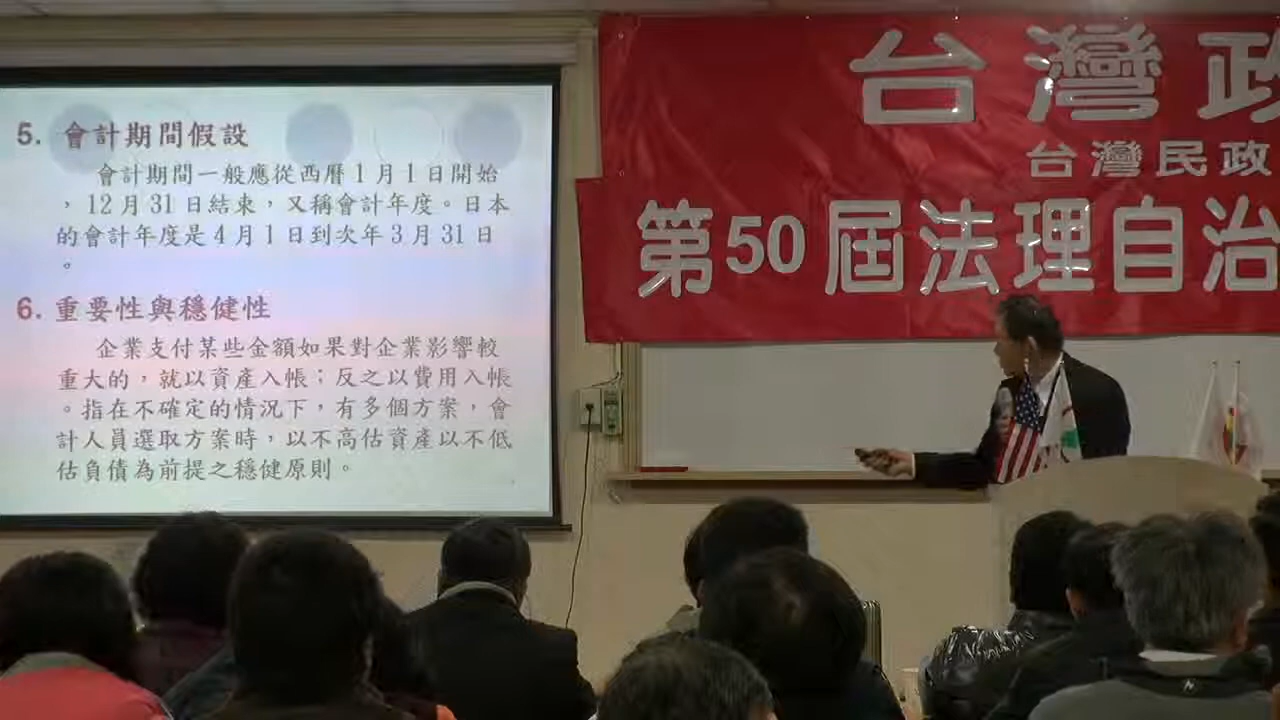 5. 會計期間假設
會計期間一般應從西曆1月1日開始
，12月31日結束，又稱會計年度。日本
的會計年度是4月1日到次年3月31日
。
6. 重要性與穩健性
企業支付某些金額如果對企業影響較
重大的，就以資產入帳；反之以費用入帳
。指在不確定的情況下，有多個方案，會
計人員選取方案時，以不高估資產以不低
估負債為前提之穩健原則。
台灣政
台灣民政
第50屆法理自治